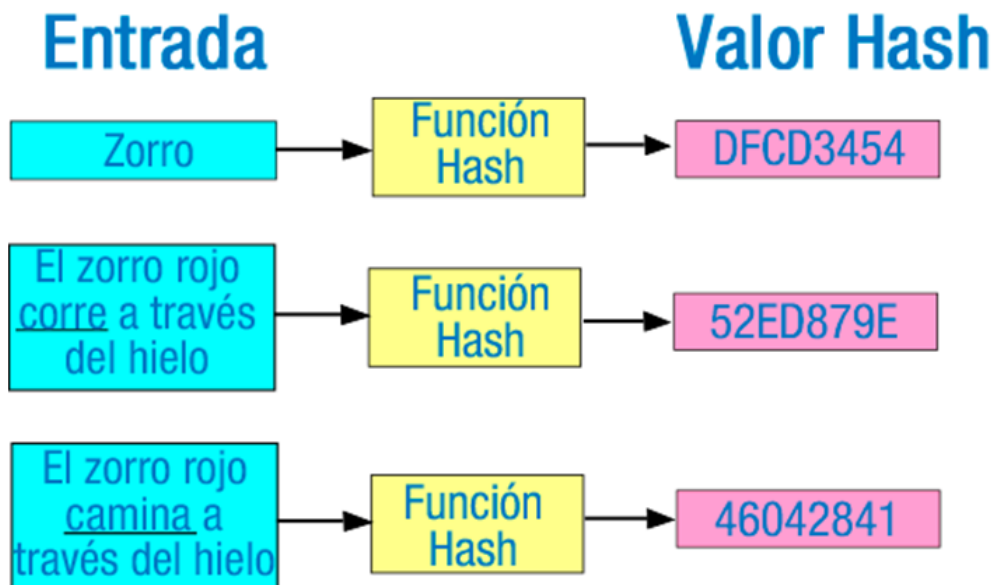 Entrada
Valor Hash
Zorro
Función
Hash
DFCD3454
El zorro rojo
corre a través
del hielo
Función
Hash
52ED879E
El zorro rojo
camina a
través del hielo
Función
Hash
46042841